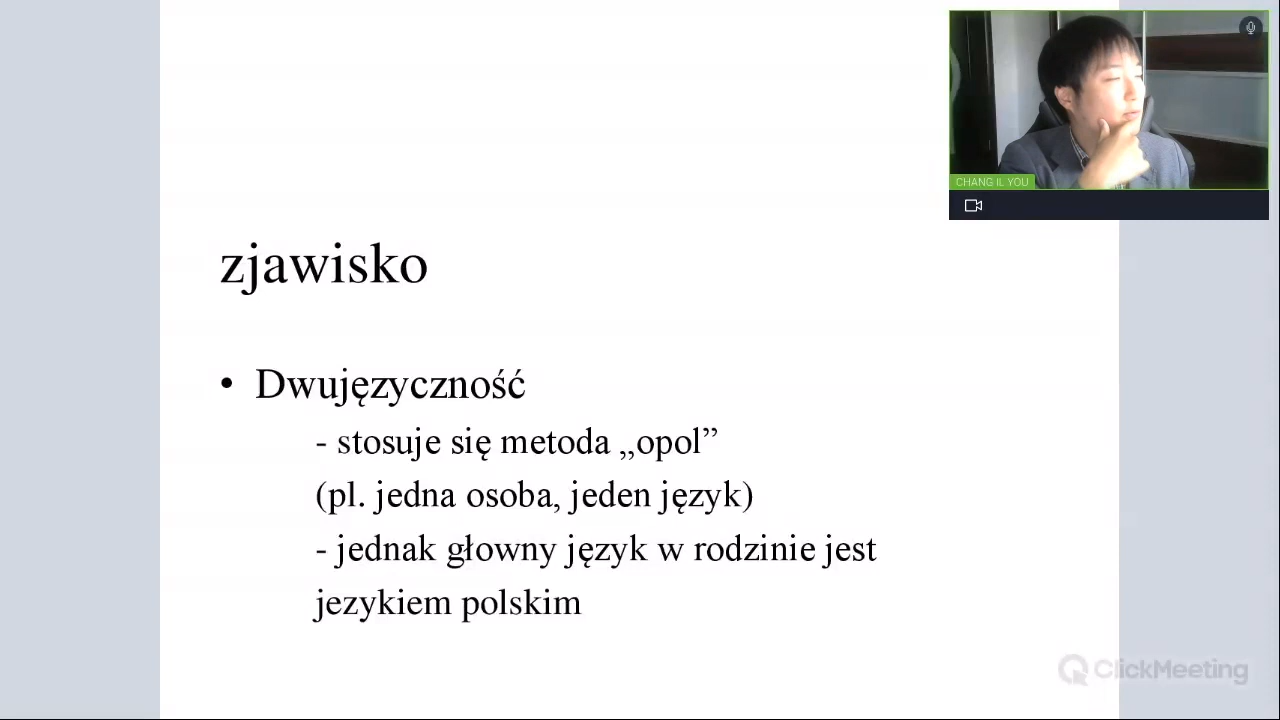 CHANG IL YOU
zjawisko
• Dwujęzyczność
- stosuje się metoda „opol”
(pl. jedna osoba, jeden język)
- jednak głowny język w rodzinie jest
jezykiem polskim
ClickMeeting